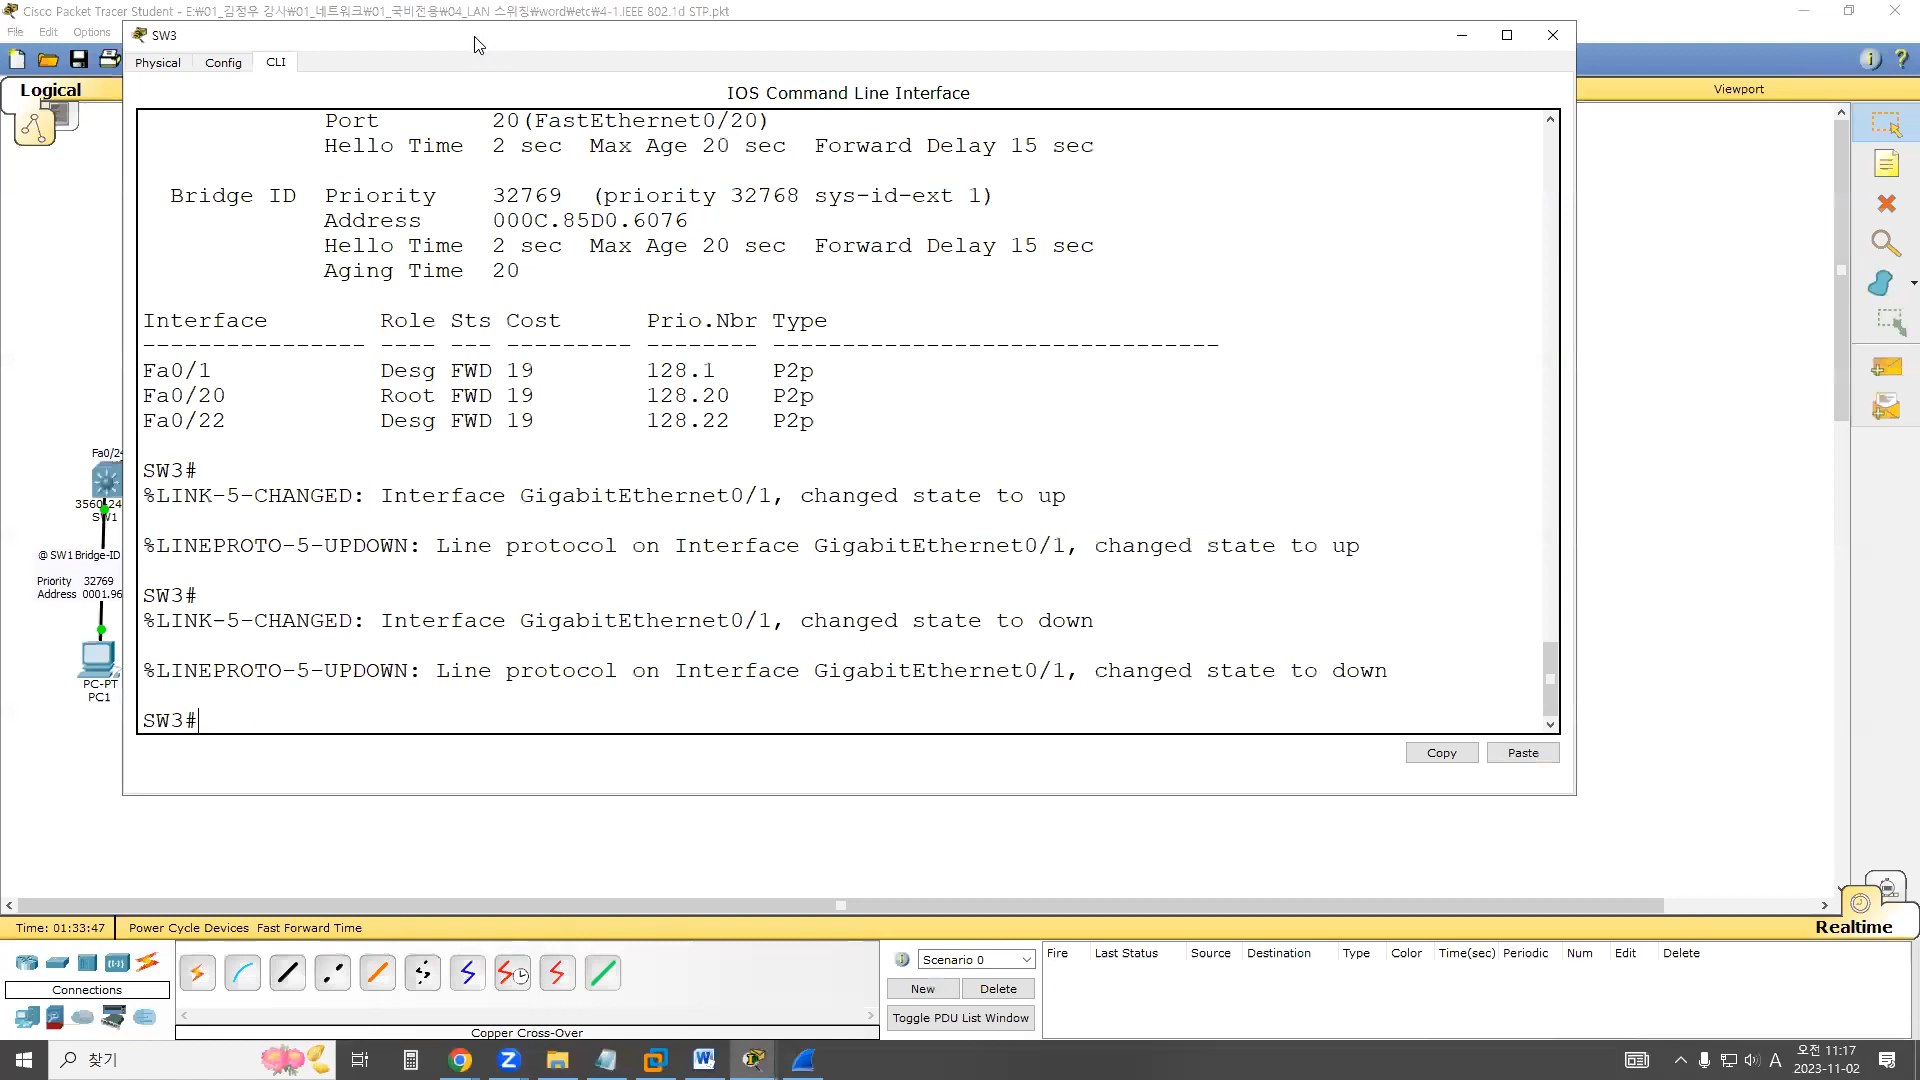 Cisco Packet Tracer Student - E:₩01_김정우 강사₩01_네트워크₩01_국비전용₩04_LAN 스위칭₩word₩etc₩4-1.IEEE 802.1d STP.pkt
File Edit Options
SW3
Physical Config CLI
Logical
Viewport
IOS Command Line Interface
Port 20(FastEthernet0/20)
Hello Time 2 sec Max Age 20 sec Forward Delay 15 sec
Bridge ID Priority 32769 (priority 32768 sys-id-ext 1)
Address 000C.85D0.6076
Hello Time 2 sec Max Age 20 sec Forward Delay 15 sec
Aging Time 20
Interface Role Sts Cost Prio.Nbr Type
---------------- ---- --- --------- -------- --------------------------------
Fa0/1 Desg FWD 19 128.1 P2p
Fa0/20 Root FWD 19 128.20 P2p
Fa0/22 Desg FWD 19 128.22 P2p
SW3#
%LINK-5-CHANGED: Interface GigabitEthernet0/1, changed state to up
%LINEPROTO-5-UPDOWN: Line protocol on Interface GigabitEthernet0/1, changed state to up
SW3#
%LINK-5-CHANGED: Interface GigabitEthernet0/1, changed state to down
%LINEPROTO-5-UPDOWN: Line protocol on Interface GigabitEthernet0/1, changed state to down
SW3#
Copy Paste
Fa0/24
3560-24
SW1
@ SW1 Bridge-ID
Priority 32769
Address 0001.96
PC-PT
PC1
Time: 01:33:47 Power Cycle Devices Fast Forward Time
Realtime
Connections
Copper Cross-Over
Scenario 0
New Delete
Toggle PDU List Window
Fire Last Status Source Destination Type Color Time(sec) Periodic Num Edit Delete
찾기
A
오전 11:17
2023-11-02